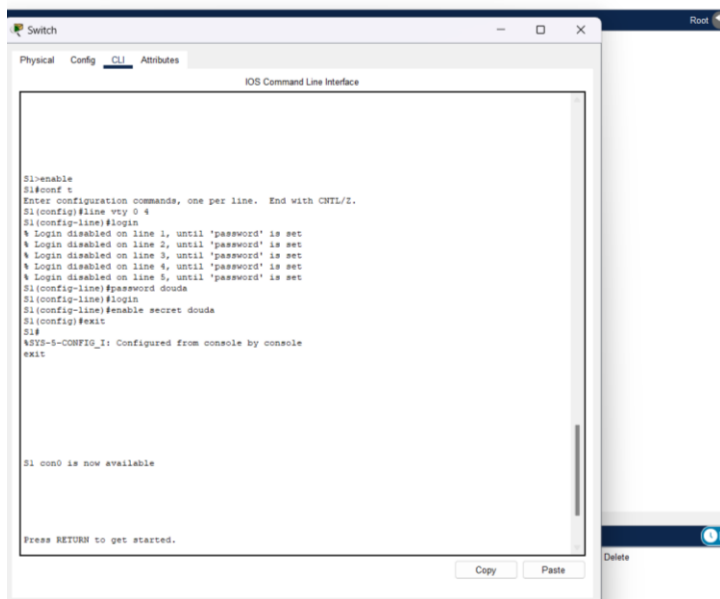 Root
Switch
Physical Config CLI Attributes
IOS Command Line Interface
S1>enable
S1#conf t
Enter configuration commands, one per line.  End with CNTL/Z.
S1(config)#line vty 0 4
S1(config-line)#login
% Login disabled on line 1, until 'password' is set
% Login disabled on line 2, until 'password' is set
% Login disabled on line 3, until 'password' is set
% Login disabled on line 4, until 'password' is set
% Login disabled on line 5, until 'password' is set
S1(config-line)#password douda
S1(config-line)#login
S1(config-line)#enable secret douda
S1(config)#exit
S1#
%SYS-5-CONFIG_I: Configured from console by console
exit
S1 con0 is now available
Press RETURN to get started.
Delete
Copy Paste